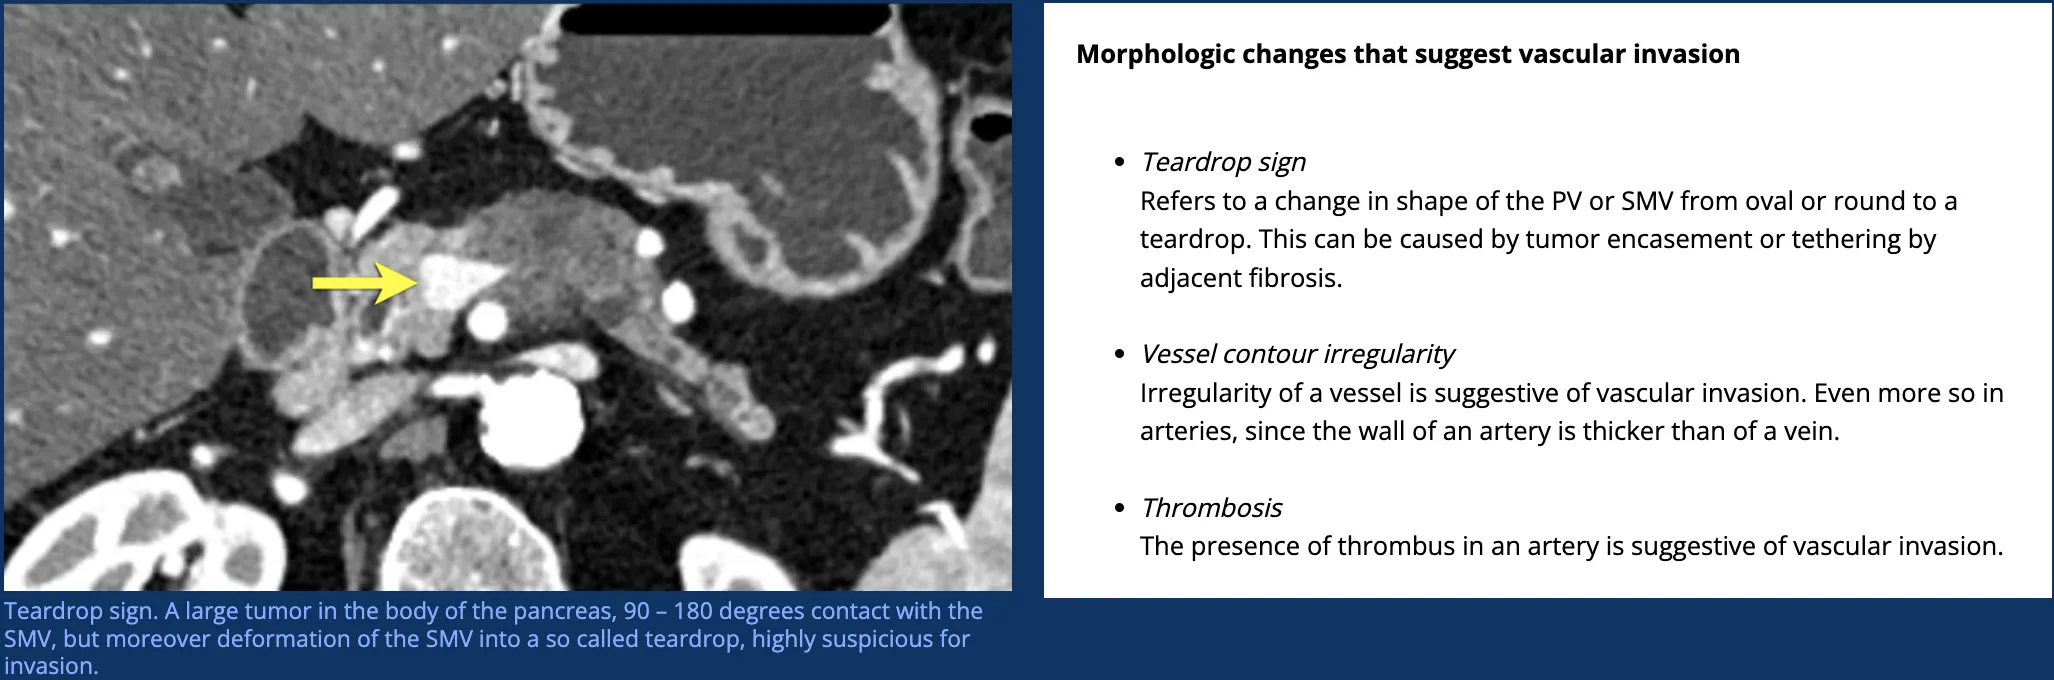 Morphologic changes that suggest vascular invasion
• Teardrop sign
Refers to a change in shape of the PV or SMV from oval or round to a
teardrop. This can be caused by tumor encasement or tethering by
adjacent fibrosis.
• Vessel contour irregularity
Irregularity of a vessel is suggestive of vascular invasion. Even more so in
arteries, since the wall of an artery is thicker than of a vein.
• Thrombosis
The presence of thrombus in an artery is suggestive of vascular invasion.
Teardrop sign. A large tumor in the body of the pancreas, 90 – 180 degrees contact with the
SMV, but moreover deformation of the SMV into a so called teardrop, highly suspicious for
invasion.